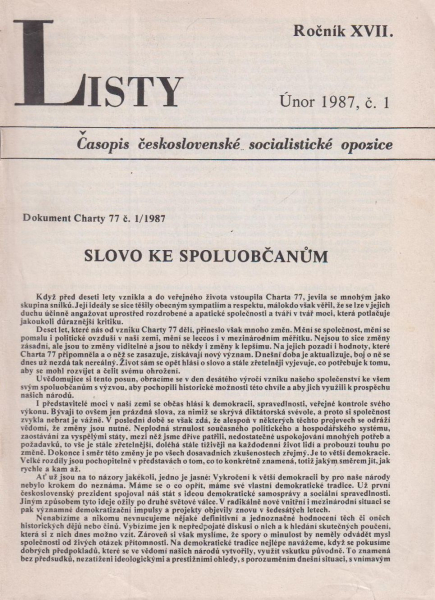 Ročník XVII.
LISTY
Únor 1987, č. 1
Časopis československé socialistické opozice
Dokument Charty 77 č. 1/1987
SLOVO KE SPOLUOBČANŮM
Když před deseti lety vznikla a do veřejného života vstoupila Charta 77, jevila se mnohým jako
skupina snílků. Její ideály se sice těšily obecným sympatiím a respektu, málokdo však věřil, že se lze v jejich
duchu účinně angažovat uprostřed rozdrobené a apatické společnosti a tváří v tvář moci, která potlačuje
jakoukoli důraznější kritiku.
Deset let, které nás od vzniku Charty 77 dělí, přineslo však mnoho změn. Mění se společnost, mění se
pomalu i politické ovzduší v naší zemi, mění se leccos i v mezinárodním měřítku. Nejsou to sice změny
zásadní, ale jsou to změny viditelné a jsou to někdy i změny k lepšímu. Na jejich pozadí i hodnoty, které
Charta 77 připomněla a o něž se zasazuje, získávají nový význam. Dnešní doba je aktualizuje, boj o ně se
dnes už nezdá tak nereálný. Život sám se opět hlásí o slovo a stále zřetelněji vyjevuje, co potřebuje k tomu,
aby se mohl rozvíjet a čelit svému ohrožení.
Uvědomujíce si tento posun, obracíme se v den desátého výročí vzniku našeho společenství ke všem
svým spoluobčanům s výzvou, aby pochopili historické možnosti této chvíle a aby jich využili k prospěchu
našich národů.
I představitelé moci v naší zemi se občas hlásí k demokracii, spravedlnosti, veřejné kontrole svého
výkonu. Bývají to ovšem jen prázdná slova, za nimiž se skrývá diktátorská svévole, a proto si společnost
zvykla nebrat je vážně. V poslední době se však zdá, že alespoň v některých těchto projevech se odráží
vědomí, že změny jsou nutné. Neplodná strnulost současného politického a hospodářského systému,
zaostávání za vyspělými státy, mezi něž jsme dříve patřili, nedostatečné uspokojování mnohých potřeb a
požadavků, to vše je stále zřetelnější, dolehá stále tíživěji na každodenní život lidí a probouzí touhu po
změně. Dokonce i směr této změny je po všech dosavadních zkušenostech zřejmý. Je to větší demokracie.
Velké rozdíly jsou pochopitelně v představách o tom, co to konkrétně znamená, totiž jakým směrem jít, jak
rychle a kam až.
Ať už jsou na to názory jakékoli, jedno je jasné: Vykročení k větší demokracii by pro naše národy
nebylo krokem do neznáma. Máme se o co opřít, máme své vlastní demokratické tradice. Už první
československý prezident spojoval náš stát s ideou demokratické samosprávy a sociální spravedlnosti.
Jiným způsobem tyto ideje ožily po druhé světové válce. V radikálně nové vnitřní i mezinárodní situaci se
pak významné demokratizační impulsy a projekty objevily znovu v šedesátých letech.
Nenabízíme a nikomu nevnucujeme nějaké definitivní a jednoznačné hodnocení těch či oněch
historických dějů nebo činů. Vybízíme jen k nepředpojaté diskusi o nich a k hledání skutečných poučení,
která si z nich dnes možno vzít. Zároveň si však myslíme, že spory o minulost by neměly odvádět mysl
společnosti od živých otázek přítomnosti. Na demokratické tradice nejlépe navážeme, když se pokusíme
dobrých předpokladů, které se ve vědomí našich národů vytvořily, využít vskutku původně. To znamená
bez předsudků, nezatíženi ideologickými a prestižními ohledy, s porozuměním dnešní situaci, s vnímavým